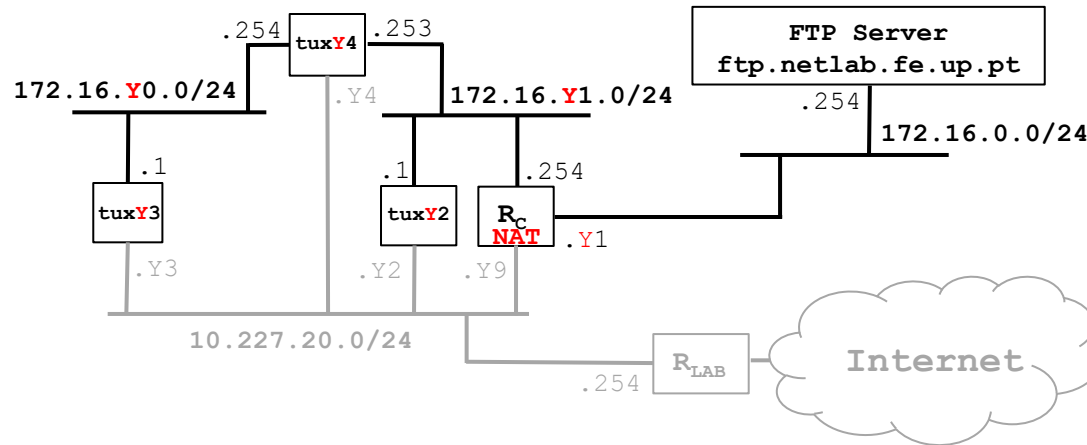 .254
tuxY4
.253
FTP Server
ftp.netlab.fe.up.pt
172.16.Y0.0/24
.Y4
172.16.Y1.0/24
.254
172.16.0.0/24
.1
.1
.254
tuxY3
tuxY2
RC
NAT
.Y1
.Y3
.Y2
.Y9
10.227.20.0/24
.254
RLAB
Internet